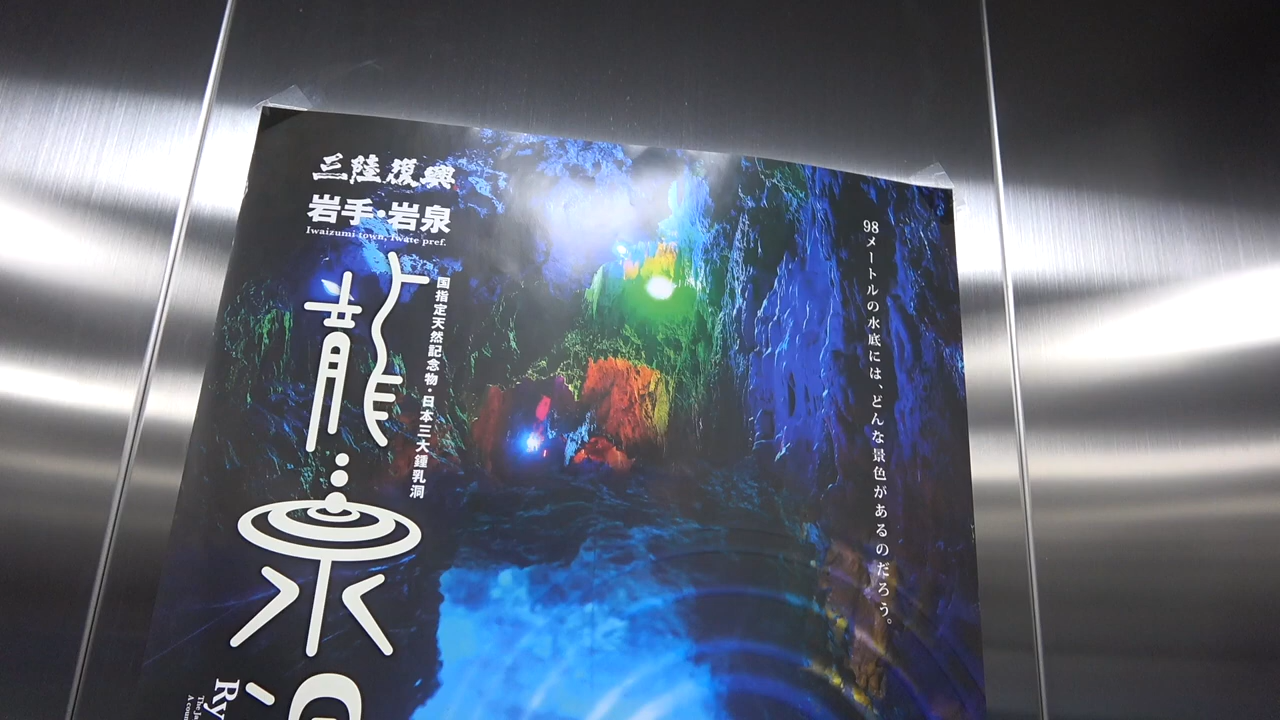 三陸復興
岩手・岩泉
Iwaizumi town, Iwate pref.
国指定天然記念物・日本三大鍾乳洞
龍泉洞
98メートルの水底には、どんな景色があるのだろう。
Ry